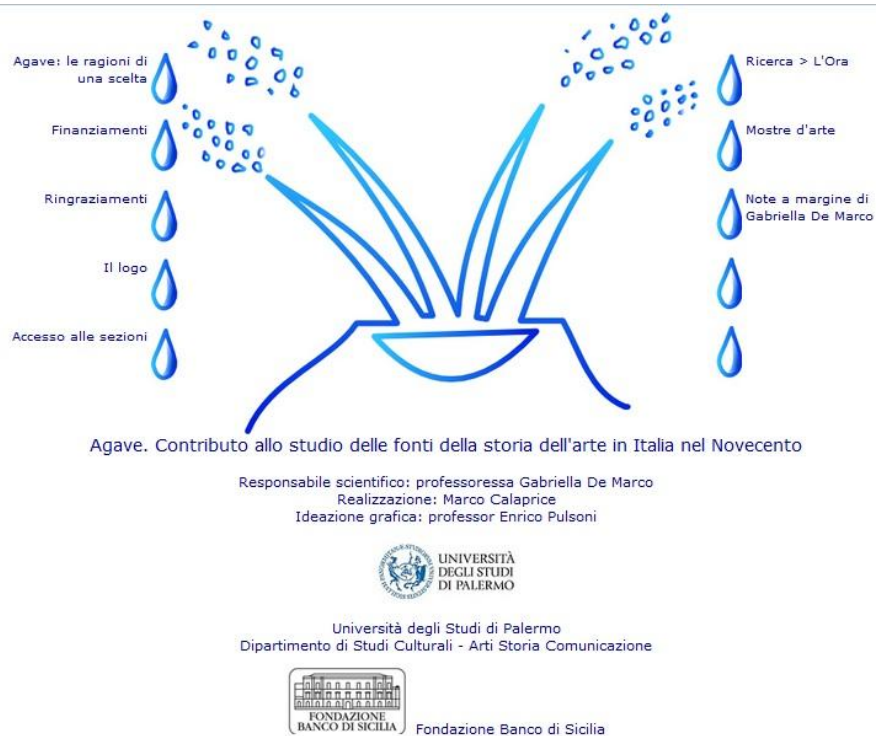 Agave: le ragioni di
una scelta
Finanziamenti
Ringraziamenti
Il logo
Accesso alle sezioni
Ricerca > L'Ora
Mostre d'arte
Note a margine di
Gabriella De Marco
Agave. Contributo allo studio delle fonti della storia dell'arte in Italia nel Novecento
Responsabile scientifico: professoressa Gabriella De Marco
Realizzazione: Marco Calaprice
Ideazione grafica: professor Enrico Pulsoni
UNIVERSITÀ
DEGLI STUDI
DI PALERMO
Università degli Studi di Palermo
Dipartimento di Studi Culturali - Arti Storia Comunicazione
FONDAZIONE
BANCO DI SICILIA
Fondazione Banco di Sicilia